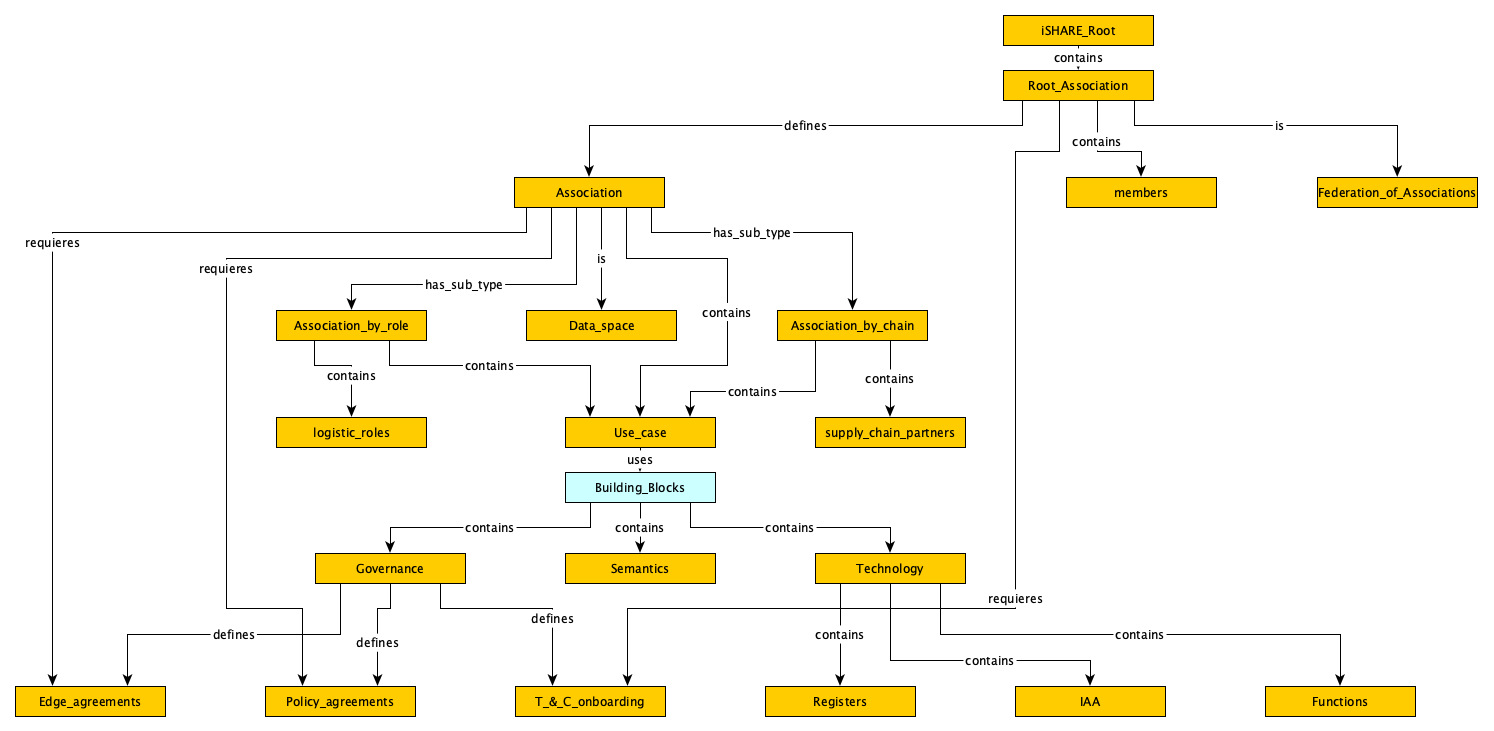 iSHARE_Root
contains
Root_Association
defines
is
contains
Association
members
Federation_of_Associations
has_sub_type
requieres
is
requieres
has_sub_type
contains
Association_by_role
Data_space
Association_by_chain
contains
contains
contains
contains
logistic_roles
Use_case
supply_chain_partners
uses
Building_Blocks
contains
contains
contains
Governance
Semantics
Technology
requieres
defines
defines
defines
contains
contains
contains
Edge_agreements
Policy_agreements
T_&_C_onboarding
Registers
IAA
Functions